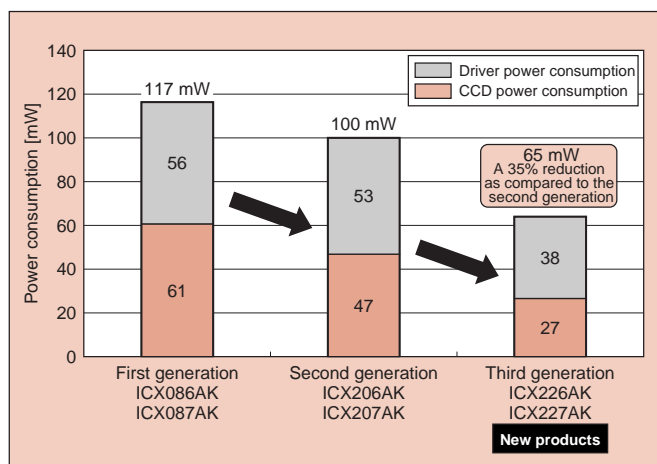 Power consumption [mW]
140
120
100
80
60
40
20
0
Driver power consumption
CCD power consumption
117 mW
56
61
100 mW
53
47
65 mW
A 35% reduction
as compared to the
second generation
38
27
First generation
ICX086AK
ICX087AK
Second generation
ICX206AK
ICX207AK
Third generation
ICX226AK
ICX227AK
New products